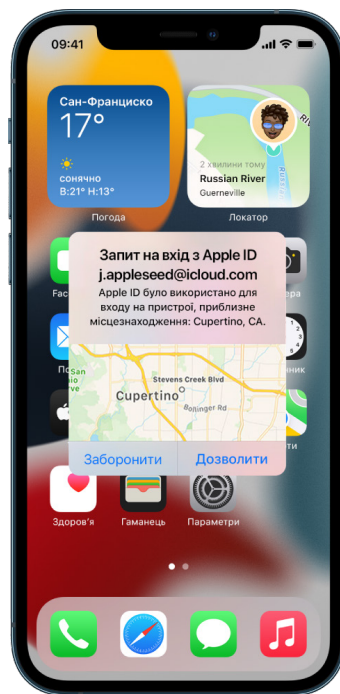 09:41
Сан-Франциско
17°
сонячно
В:21° Н:13°
Погода
2 хвилини тому
Russian River
Guerneville
Локатор
Запит на вхід з Apple ID
j.appleseed@icloud.com
Apple ID було використано для
входу на пристрої, приблизне
місцезнаходження: Cupertino, CA.
Stevens Creek Blvd
Cupertino
Bollinger Rd
Заборонити
Дозволити
Здоров'я
Гаманець
Параметри